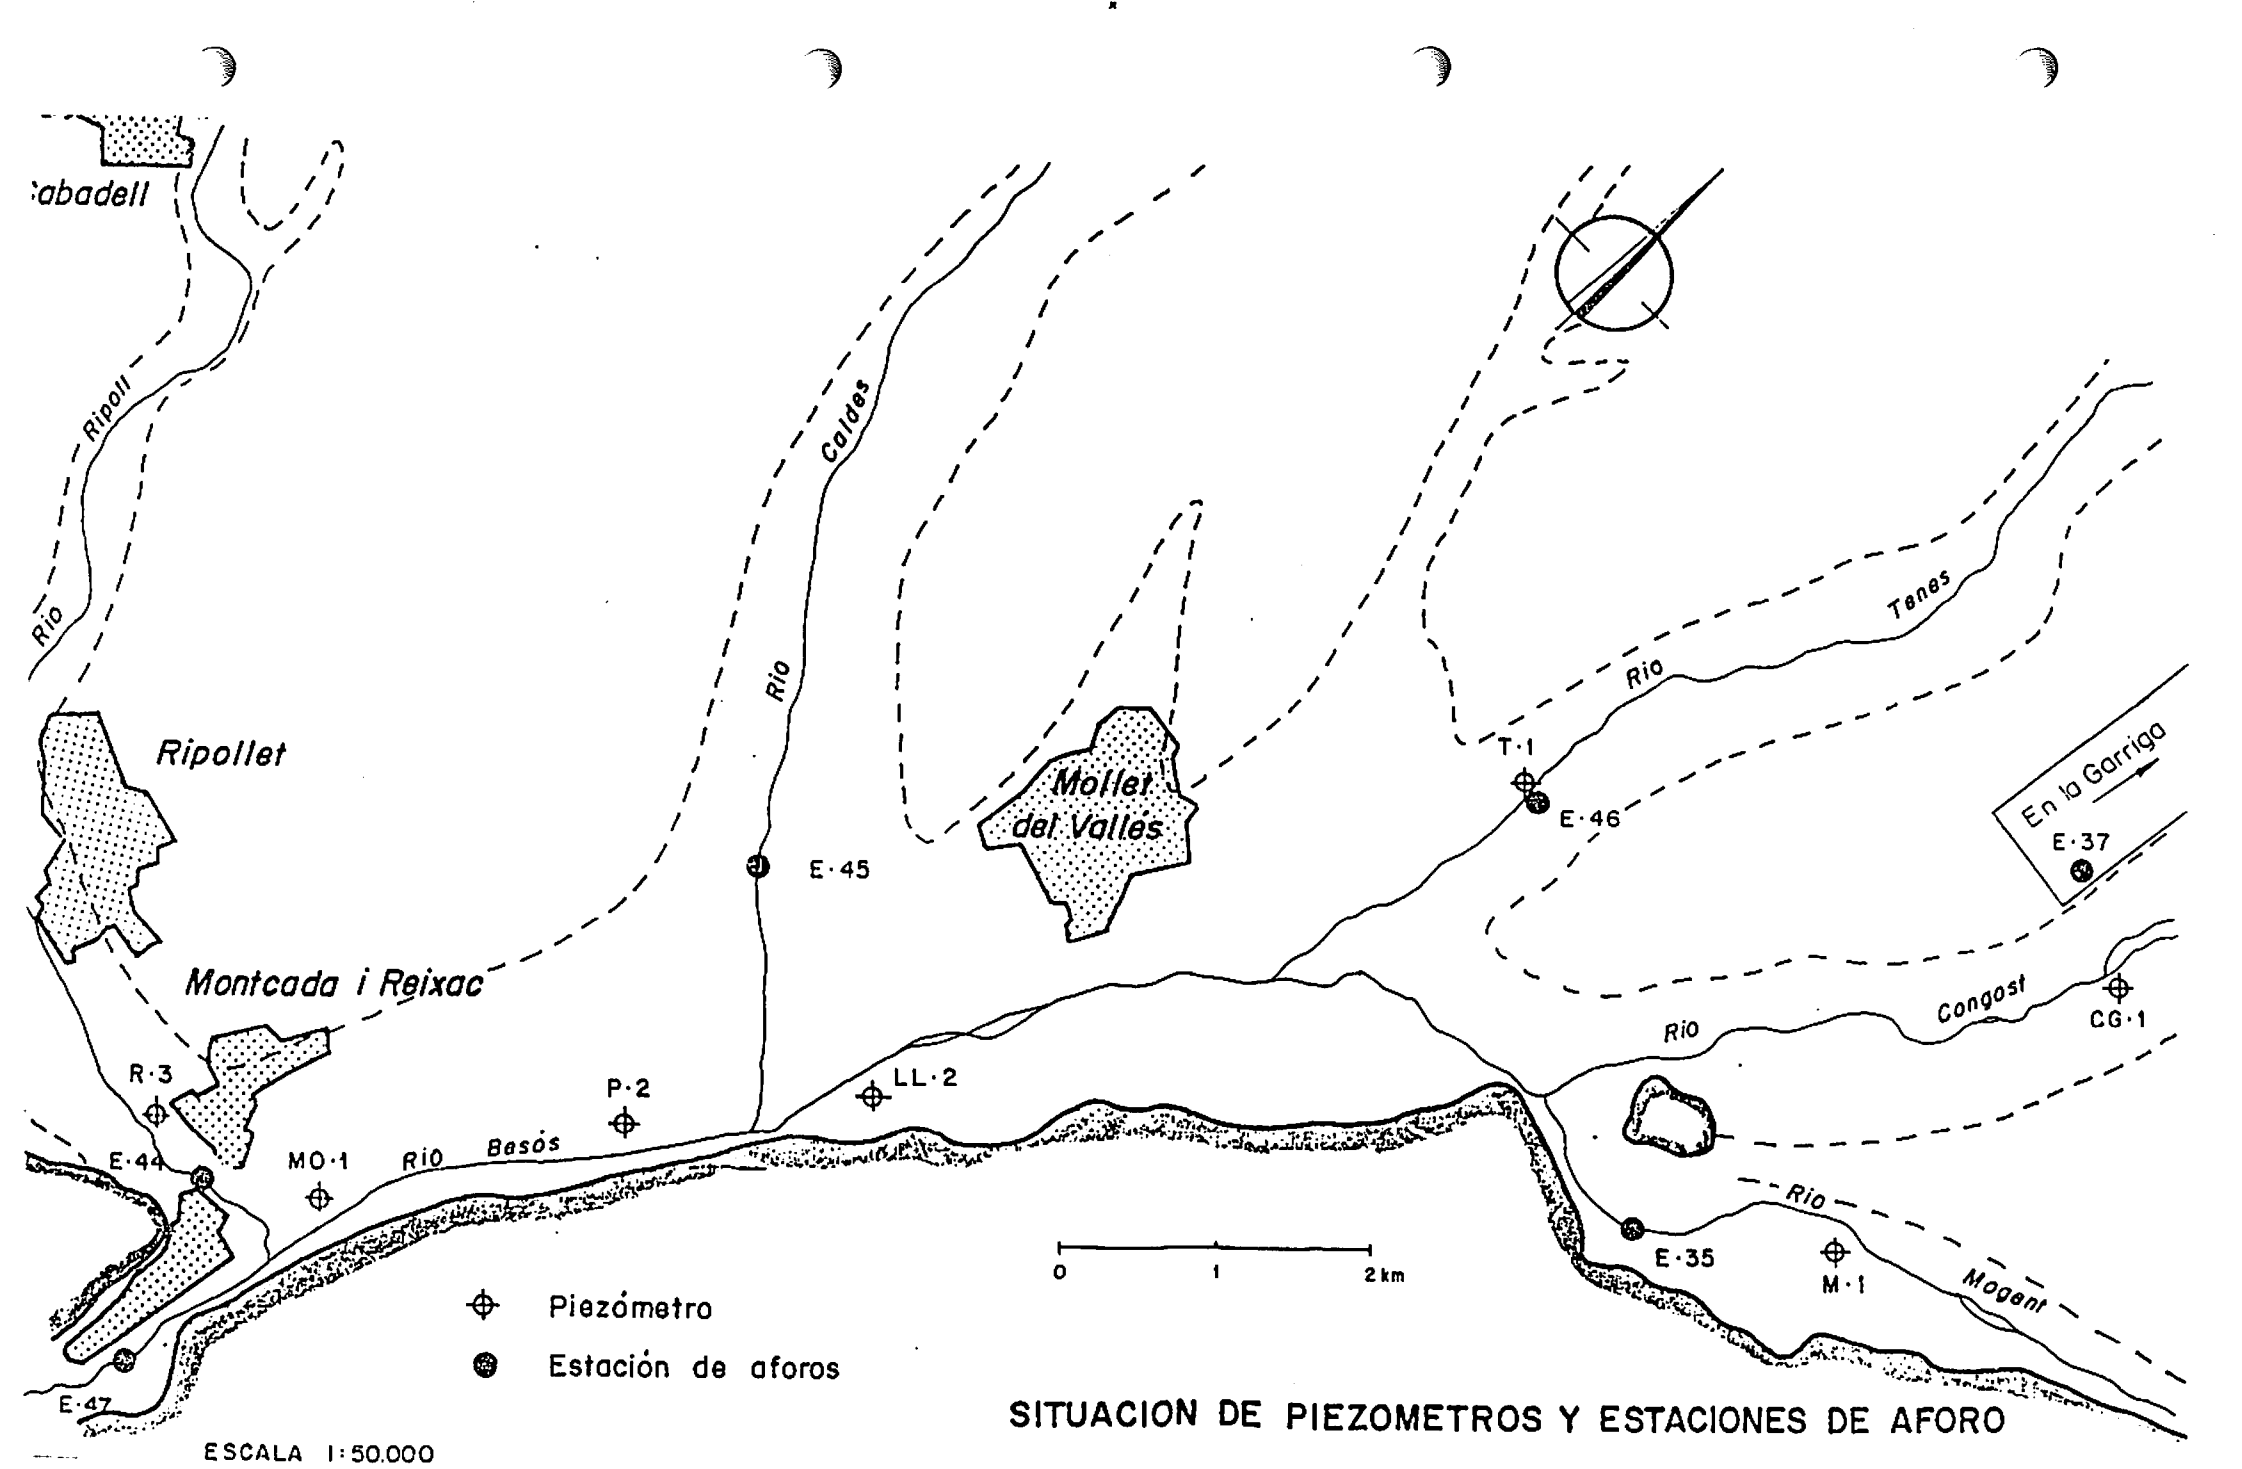 :abadell
Rio
Ripoll
Ripollet
Montcada i Reixac
R·3
E·44
MO·1
E·47
P·2
Rio
Besós
Rio
Caldes
E·45
LL·2
Mollet
del Vallés
T·1
E·46
Rio
Tenes
En la Garriga
E·37
Rio
Congost
CG·1
Rio
Mogent
E·35
M·1
0 1 2 km
Piezómetro
Estación de aforos
SITUACION DE PIEZOMETROS Y ESTACIONES DE AFORO
ESCALA 1:50.000